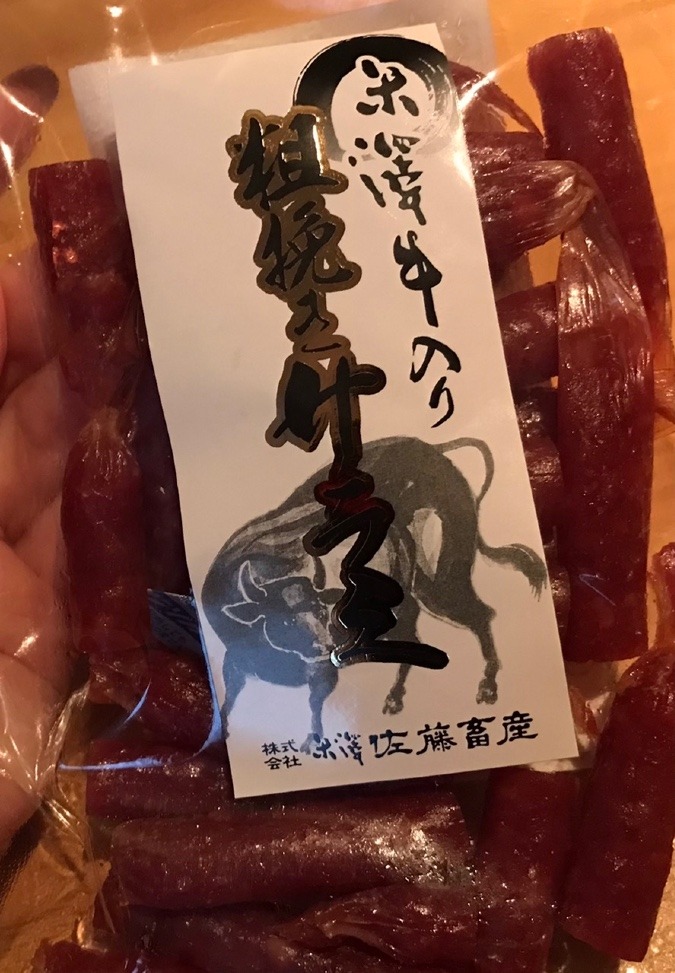 米澤牛入り
粗挽きサラミ
株式会社 米澤佐藤畜産